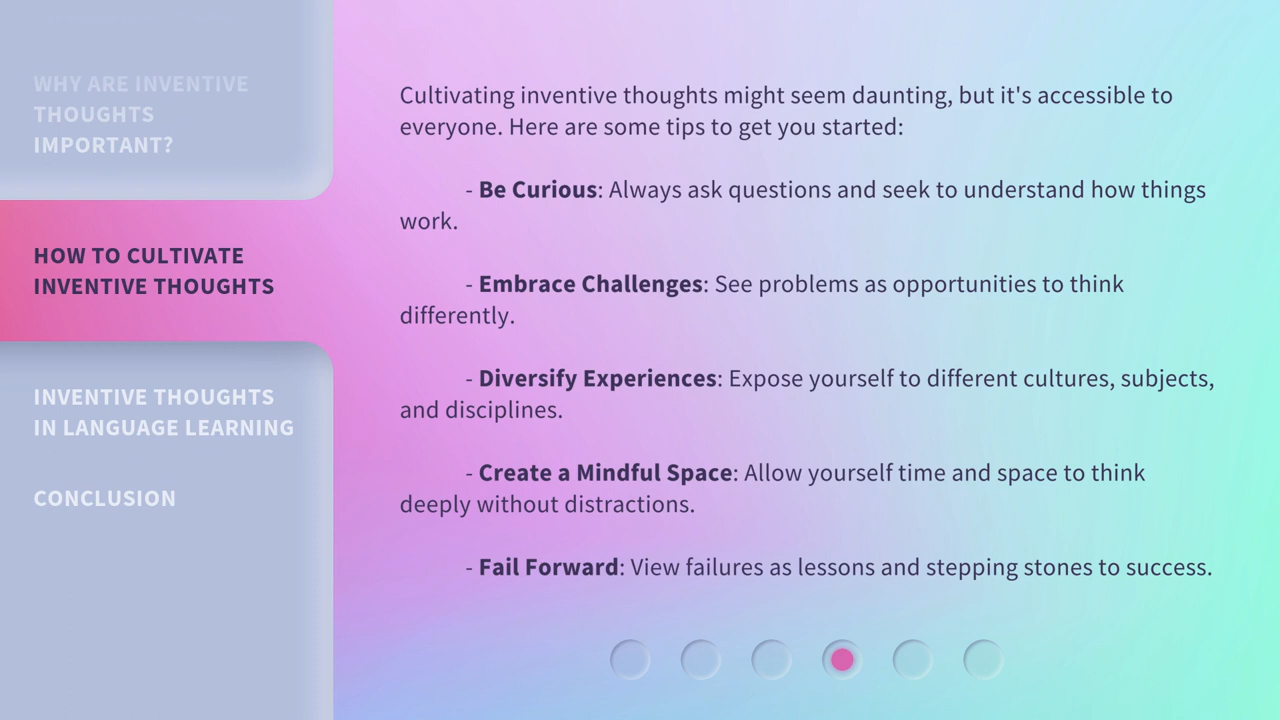 WHY ARE INVENTIVE
THOUGHTS
IMPORTANT?
HOW TO CULTIVATE
INVENTIVE THOUGHTS
INVENTIVE THOUGHTS
IN LANGUAGE LEARNING
CONCLUSION
Cultivating inventive thoughts might seem daunting, but it's accessible to
everyone. Here are some tips to get you started:
- Be Curious: Always ask questions and seek to understand how things
work.
- Embrace Challenges: See problems as opportunities to think
differently.
- Diversify Experiences: Expose yourself to different cultures, subjects,
and disciplines.
- Create a Mindful Space: Allow yourself time and space to think
deeply without distractions.
- Fail Forward: View failures as lessons and stepping stones to success.